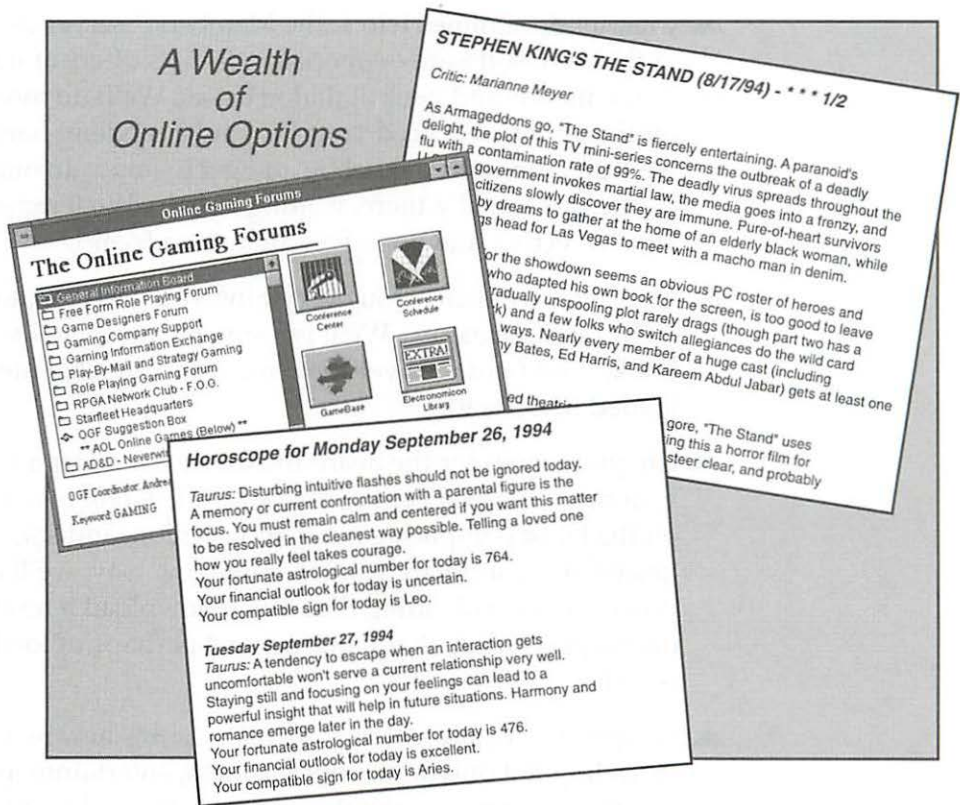 A Wealth
of
Online Options
STEPHEN KING'S THE STAND (8/17/94) - * * * 1/2
Critic: Marianne Meyer
As Armageddons go, "The Stand" is fiercely entertaining. A paranoid's
delight, the plot of this TV mini-series concerns the outbreak of a deadly
flu with a contamination rate of 99%. The deadly virus spreads throughout the
government invokes martial law, the media goes into a frenzy, and
citizens slowly discover they are immune. Pure-of-heart survivors
by dreams to gather at the home of an elderly black woman, while
gs head for Las Vegas to meet with a macho man in denim.
or the showdown seems an obvious PC roster of heroes and
who adapted his own book for the screen, is too good to leave
gradually unspooling plot rarely drags (though part two has a
k) and a few folks who switch allegiances do the wild card
ways. Nearly every member of a huge cast (including
y Bates, Ed Harris, and Kareem Abdul Jabar) gets at least one
ed theatri
gore, "The Stand" uses
ing this a horror film for
steer clear, and probably
Online Gaming Forums
The Online Gaming Forums
General Information Board
Free Form Role Playing Forum
Game Designers Forum
Gaming Company Support
Gaming Information Exchange
Play-By-Mail and Strategy Gaming
Role Playing Gaming Forum
RPGA Network Club - F.O.G.
Starfleet Headquarters
OGF Suggestion Box
** AOL Online Games (Below) **
AD&D - Neverwin
Conference
Center
Conference
Schedule
GameBase
EXTRA!
Electronomicon
Library
OGF Coordinator: Andre
Keyword: GAMING
Horoscope for Monday September 26, 1994
Taurus: Disturbing intuitive flashes should not be ignored today.
A memory or current confrontation with a parental figure is the
focus. You must remain calm and centered if you want this matter
to be resolved in the cleanest way possible. Telling a loved one
how you really feel takes courage.
Your fortunate astrological number for today is 764.
Your financial outlook for today is uncertain.
Your compatible sign for today is Leo.
Tuesday September 27, 1994
Taurus: A tendency to escape when an interaction gets
uncomfortable won't serve a current relationship very well.
Staying still and focusing on your feelings can lead to a
powerful insight that will help in future situations. Harmony and
romance emerge later in the day.
Your fortunate astrological number for today is 476.
Your financial outlook for today is excellent.
Your compatible sign for today is Aries.